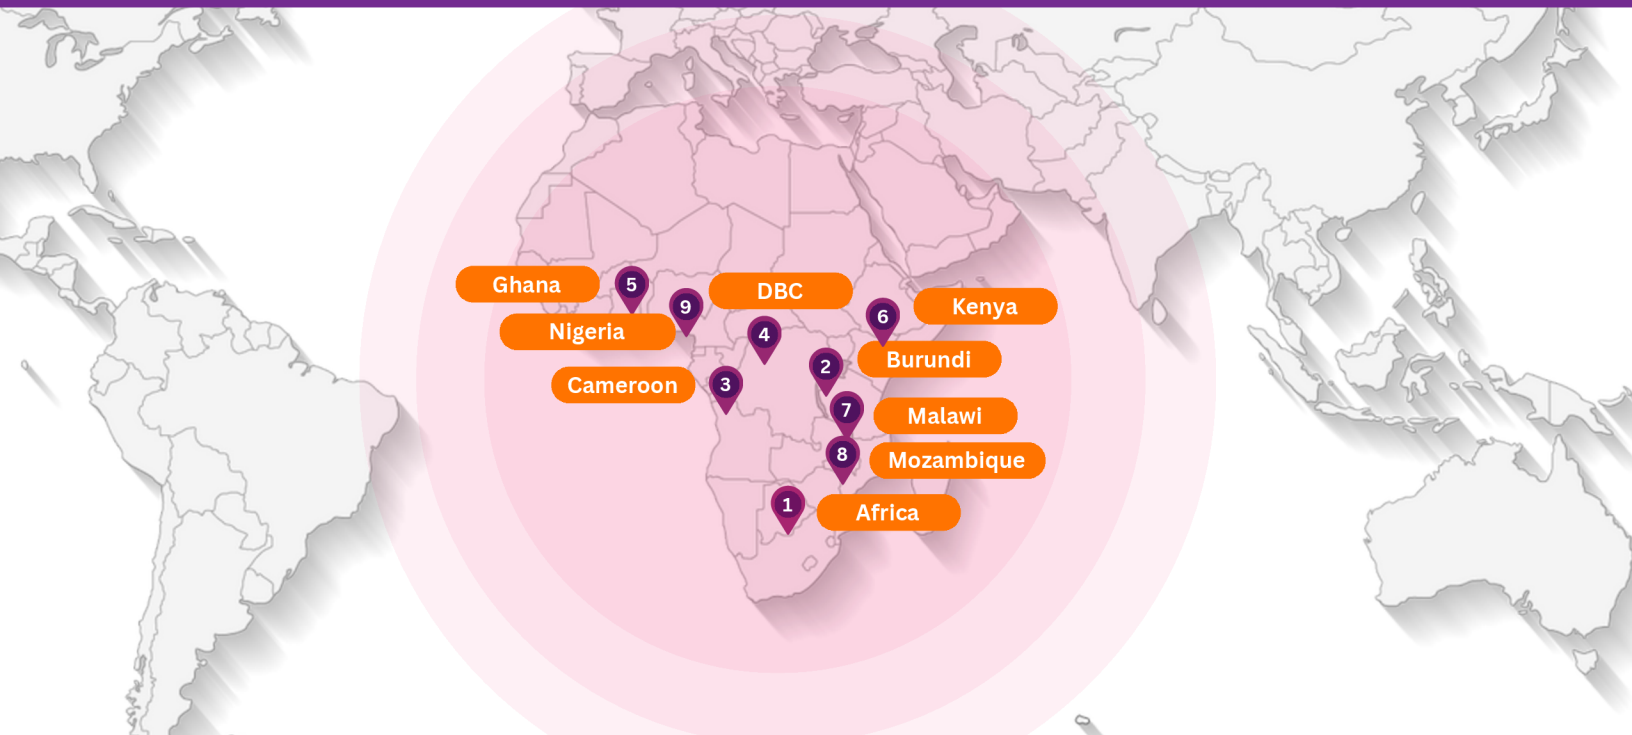 Ghana
5
DBC
9
Kenya
6
Nigeria
4
Burundi
2
Cameroon
3
7
Malawi
8
Mozambique
1
Africa